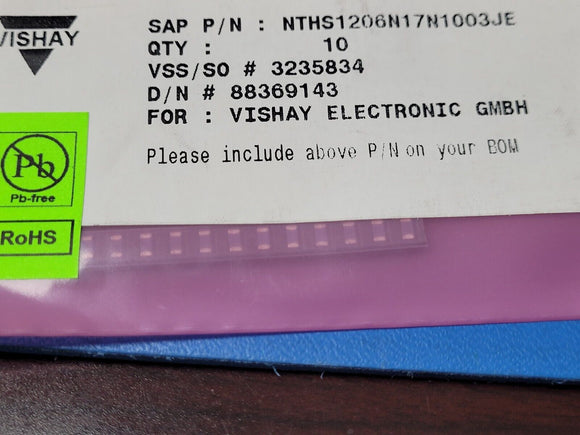 VISHAY
SAP P/N : NTHS1206N17N1003JE
QTY : 10
VSS/SO # 3235834
D/N # 88369143
FOR : VISHAY ELECTRONIC GMBH
Please include above P/N on your BOM
Pb
Pb-free
RoHS